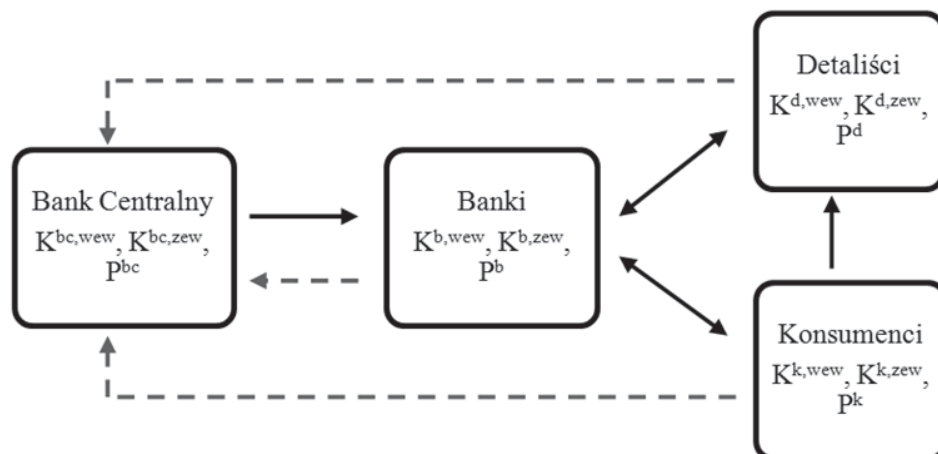 Detaliści
K^d,wew, K^d,zew,
P^d
Bank Centralny
K^bc,wew, K^bc,zew,
P^bc
Banki
K^b,wew, K^b,zew,
P^b
Konsumenci
K^k,wew, K^k,zew,
P^k